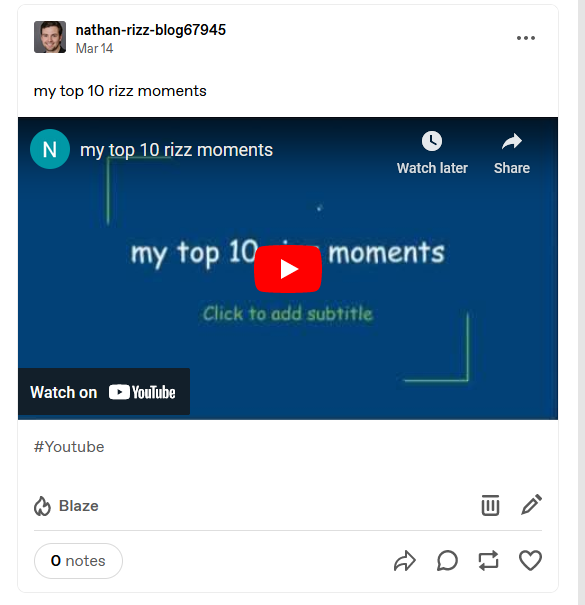 nathan-rizz-blog67945
Mar 14
my top 10 rizz moments
N
my top 10 rizz moments
Watch later
Share
my top 10 moments
Click to add subtitle
Watch on YouTube
#Youtube
Blaze
0 notes